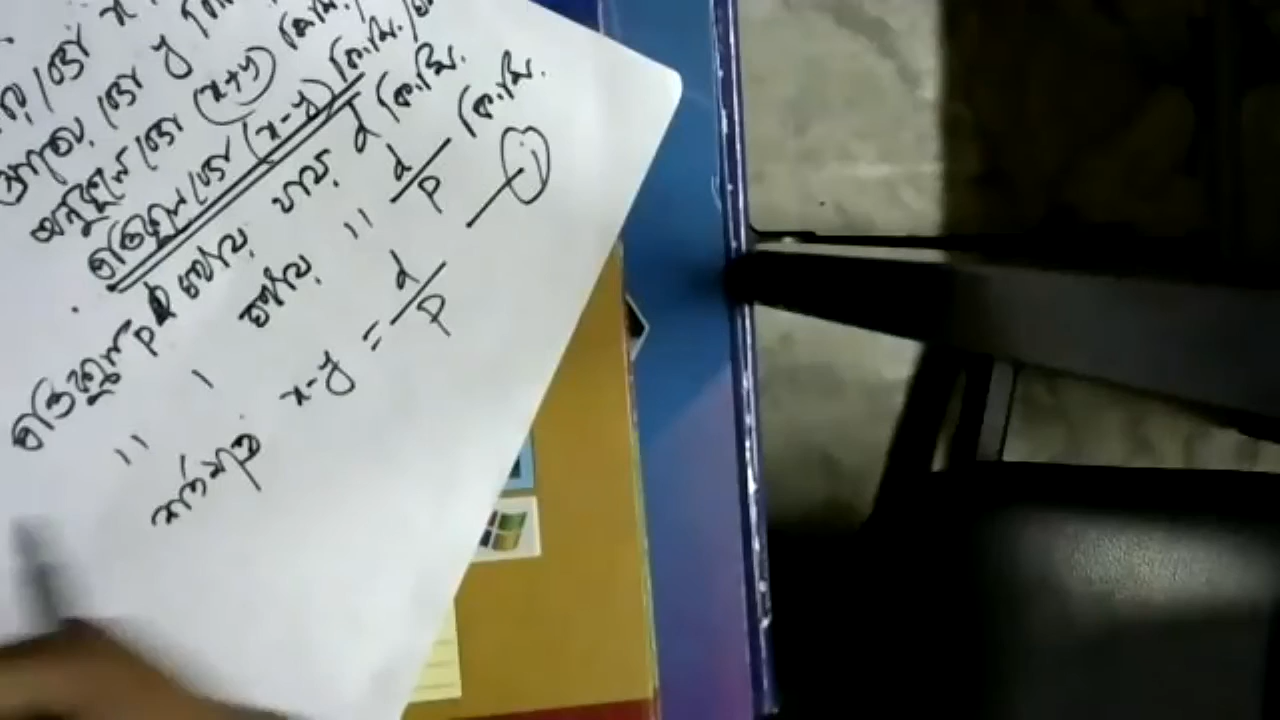 বেগ x
স্রোতের বেগ y কি.মি.
অনুকূলে বেগ (x+y) কি.মি./
প্রতিকূলে বেগ (x-y) কি.মি./
প্রতিকূলে p ঘণ্টায় যায় d কি.মি.
" 1 ঘণ্টায় " d/p কি.মি.
শর্তমতে x-y = d/p —(i)